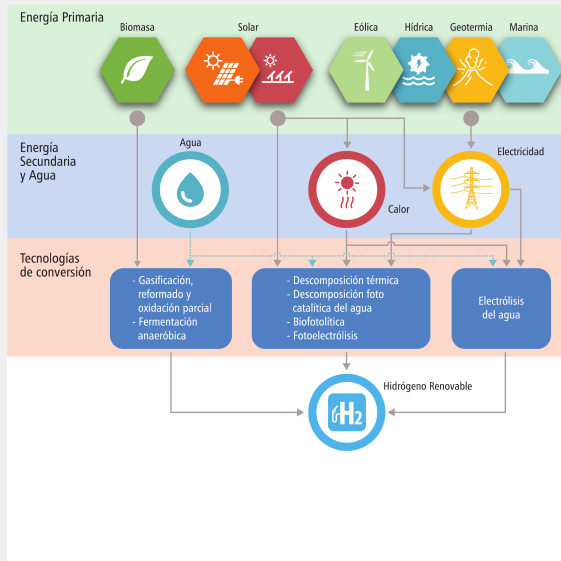 Energía Primaria
Biomasa
Solar
Eólica
Hídrica
Geotermia
Marina
Energía
Secundaria
y Agua
Agua
Calor
Electricidad
Tecnologías
de conversión
- Gasificación,
reformado y
oxidación parcial
- Fermentación
anaeróbica
- Descomposición térmica
- Descomposición foto
catalítica del agua
- Biofotolítica
- Fotoelectrólisis
Electrólisis
del agua
Hidrógeno Renovable
H2